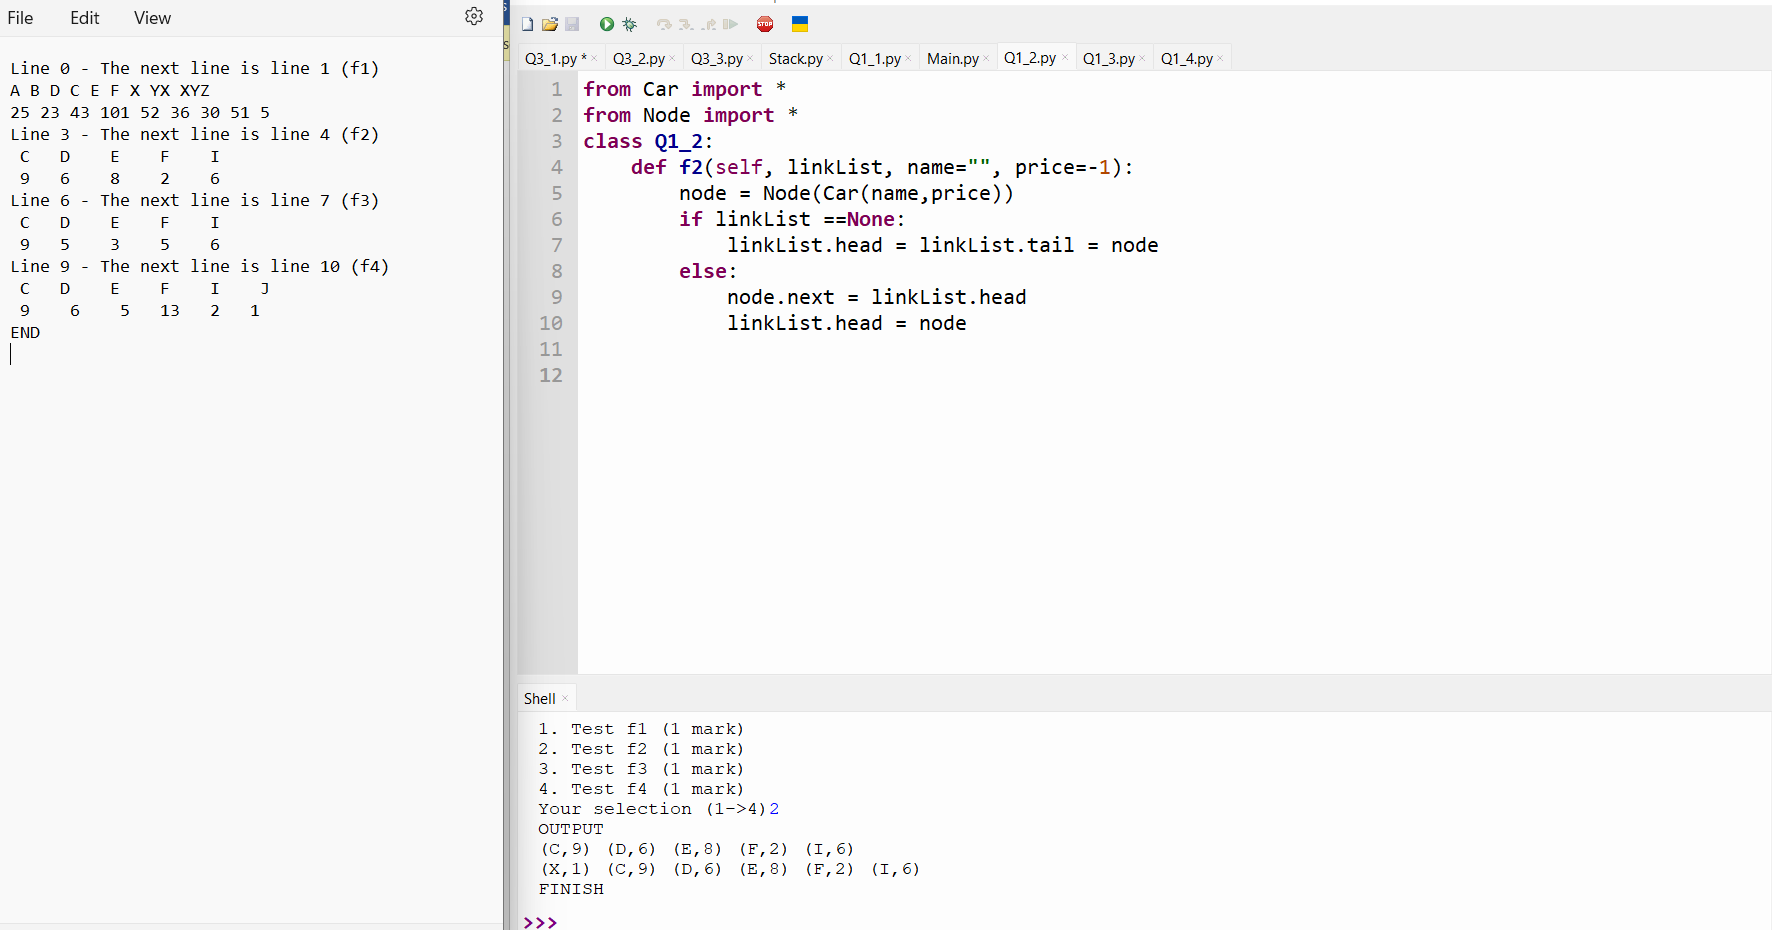 File Edit View
Line 0 - The next line is line 1 (f1)
A B D C E F X YX XYZ
25 23 43 101 52 36 30 51 5
Line 3 - The next line is line 4 (f2)
C D E F I
9 6 8 2 6
Line 6 - The next line is line 7 (f3)
C D E F I
9 5 3 5 6
Line 9 - The next line is line 10 (f4)
C D E F I J
9 6 5 13 2 1
END
STOP
Q3_1.py * × Q3_2.py × Q3_3.py × Stack.py × Q1_1.py × Main.py × Q1_2.py × Q1_3.py × Q1_4.py ×
1 from Car import *
2 from Node import *
3 class Q1_2:
4     def f2(self, linkList, name="", price=-1):
5         node = Node(Car(name,price))
6         if linkList ==None:
7             linkList.head = linkList.tail = node
8         else:
9             node.next = linkList.head
10             linkList.head = node
11
12
Shell ×
1. Test f1 (1 mark)
2. Test f2 (1 mark)
3. Test f3 (1 mark)
4. Test f4 (1 mark)
Your selection (1->4)2
OUTPUT
(C,9) (D,6) (E,8) (F,2) (I,6)
(X,1) (C,9) (D,6) (E,8) (F,2) (I,6)
FINISH
>>>